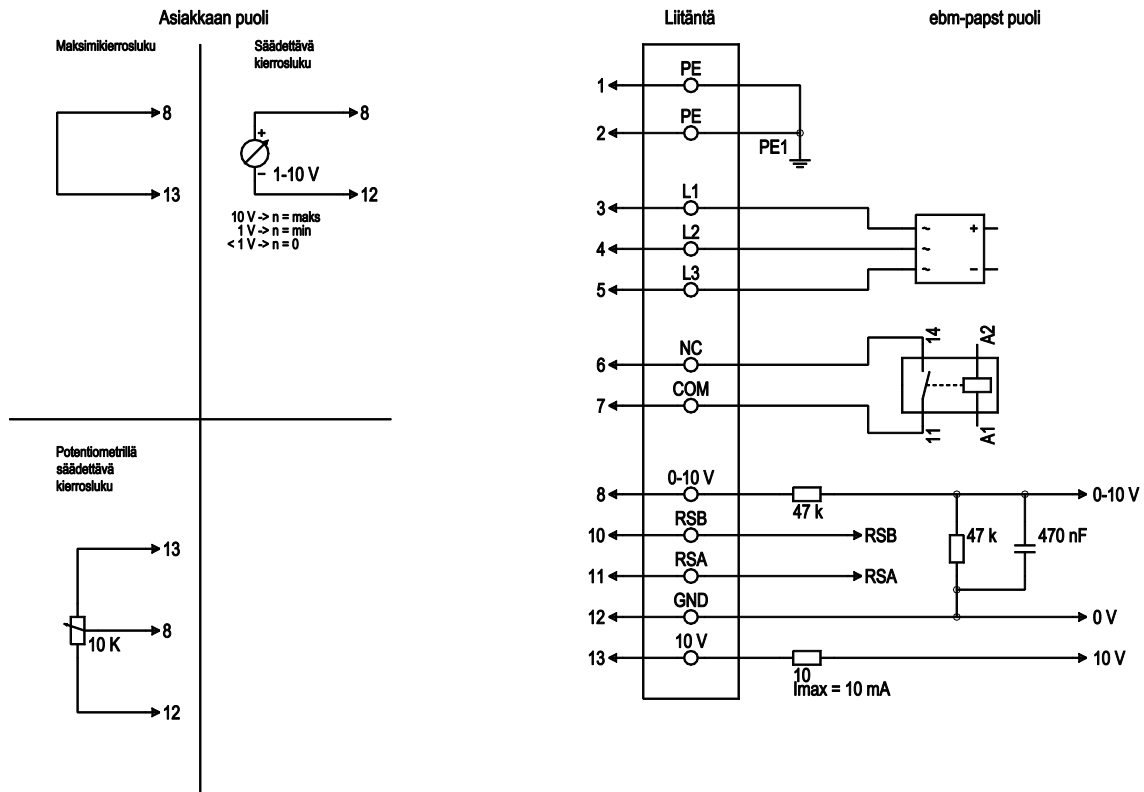 Asiakkaan puoli
Liitäntä
ebm-papst puoli
Maksimikierrosluku
8
13
Säädettävä
kierrosluku
8
+
1-10 V
–
12
10 V -> n = maks
1 V -> n = min
< 1 V -> n = 0
Potentiometrillä
säädettävä
kierrosluku
13
8
10 K
12
1
PE
2
PE
PE1
3
L1
4
L2
5
L3
~
~
~
+
–
6
NC
7
COM
14
A2
11
A1
8
0-10 V
47 k
0-10 V
10
RSB
RSB
47 k
470 nF
11
RSA
RSA
12
GND
0 V
13
10 V
10
Imax = 10 mA
10 V